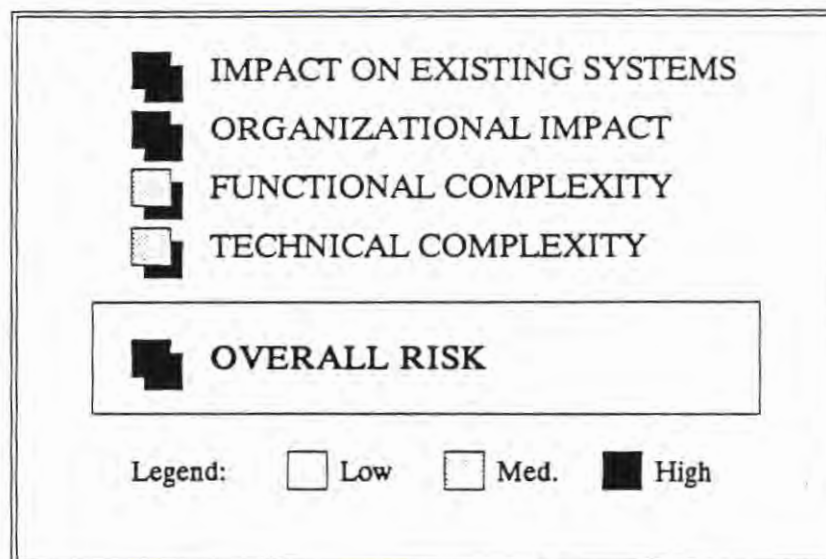 IMPACT ON EXISTING SYSTEMS
ORGANIZATIONAL IMPACT
FUNCTIONAL COMPLEXITY
TECHNICAL COMPLEXITY
OVERALL RISK
Legend: Low Med. High